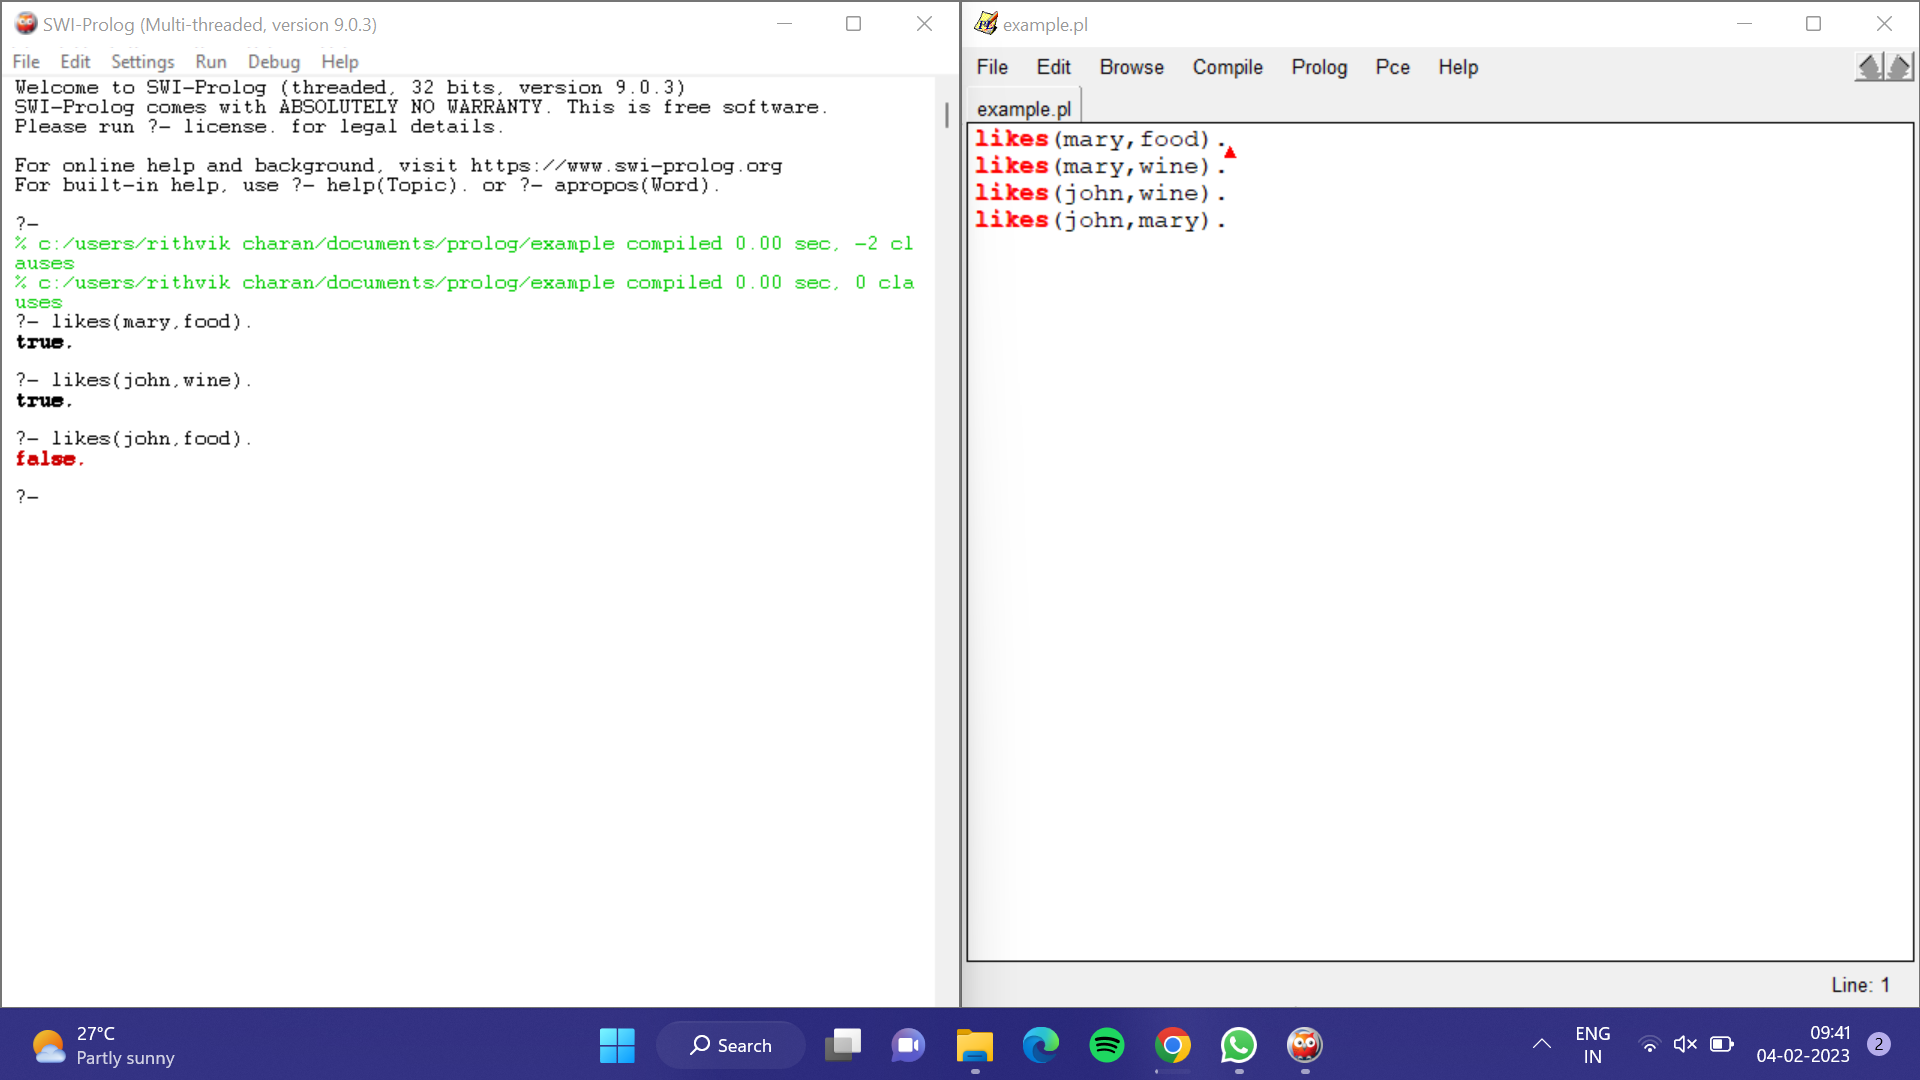 SWI-Prolog (Multi-threaded, version 9.0.3)
File Edit Settings Run Debug Help
Welcome to SWI-Prolog (threaded, 32 bits, version 9.0.3)
SWI-Prolog comes with ABSOLUTELY NO WARRANTY. This is free software.
Please run ?- license. for legal details.
For online help and background, visit https://www.swi-prolog.org
For built-in help, use ?- help(Topic). or ?- apropos(Word).
?-
% c:/users/rithvik charan/documents/prolog/example compiled 0.00 sec, -2 cl
auses
% c:/users/rithvik charan/documents/prolog/example compiled 0.00 sec, 0 cla
uses
?- likes(mary,food).
true.
?- likes(john,wine).
true.
?- likes(john,food).
false.
?-
example.pl
File Edit Browse Compile Prolog Pce Help
example.pl
likes(mary,food).
likes(mary,wine).
likes(john,wine).
likes(john,mary).
Line: 1
27°C
Partly sunny
Search
ENG
IN
09:41
04-02-2023
2